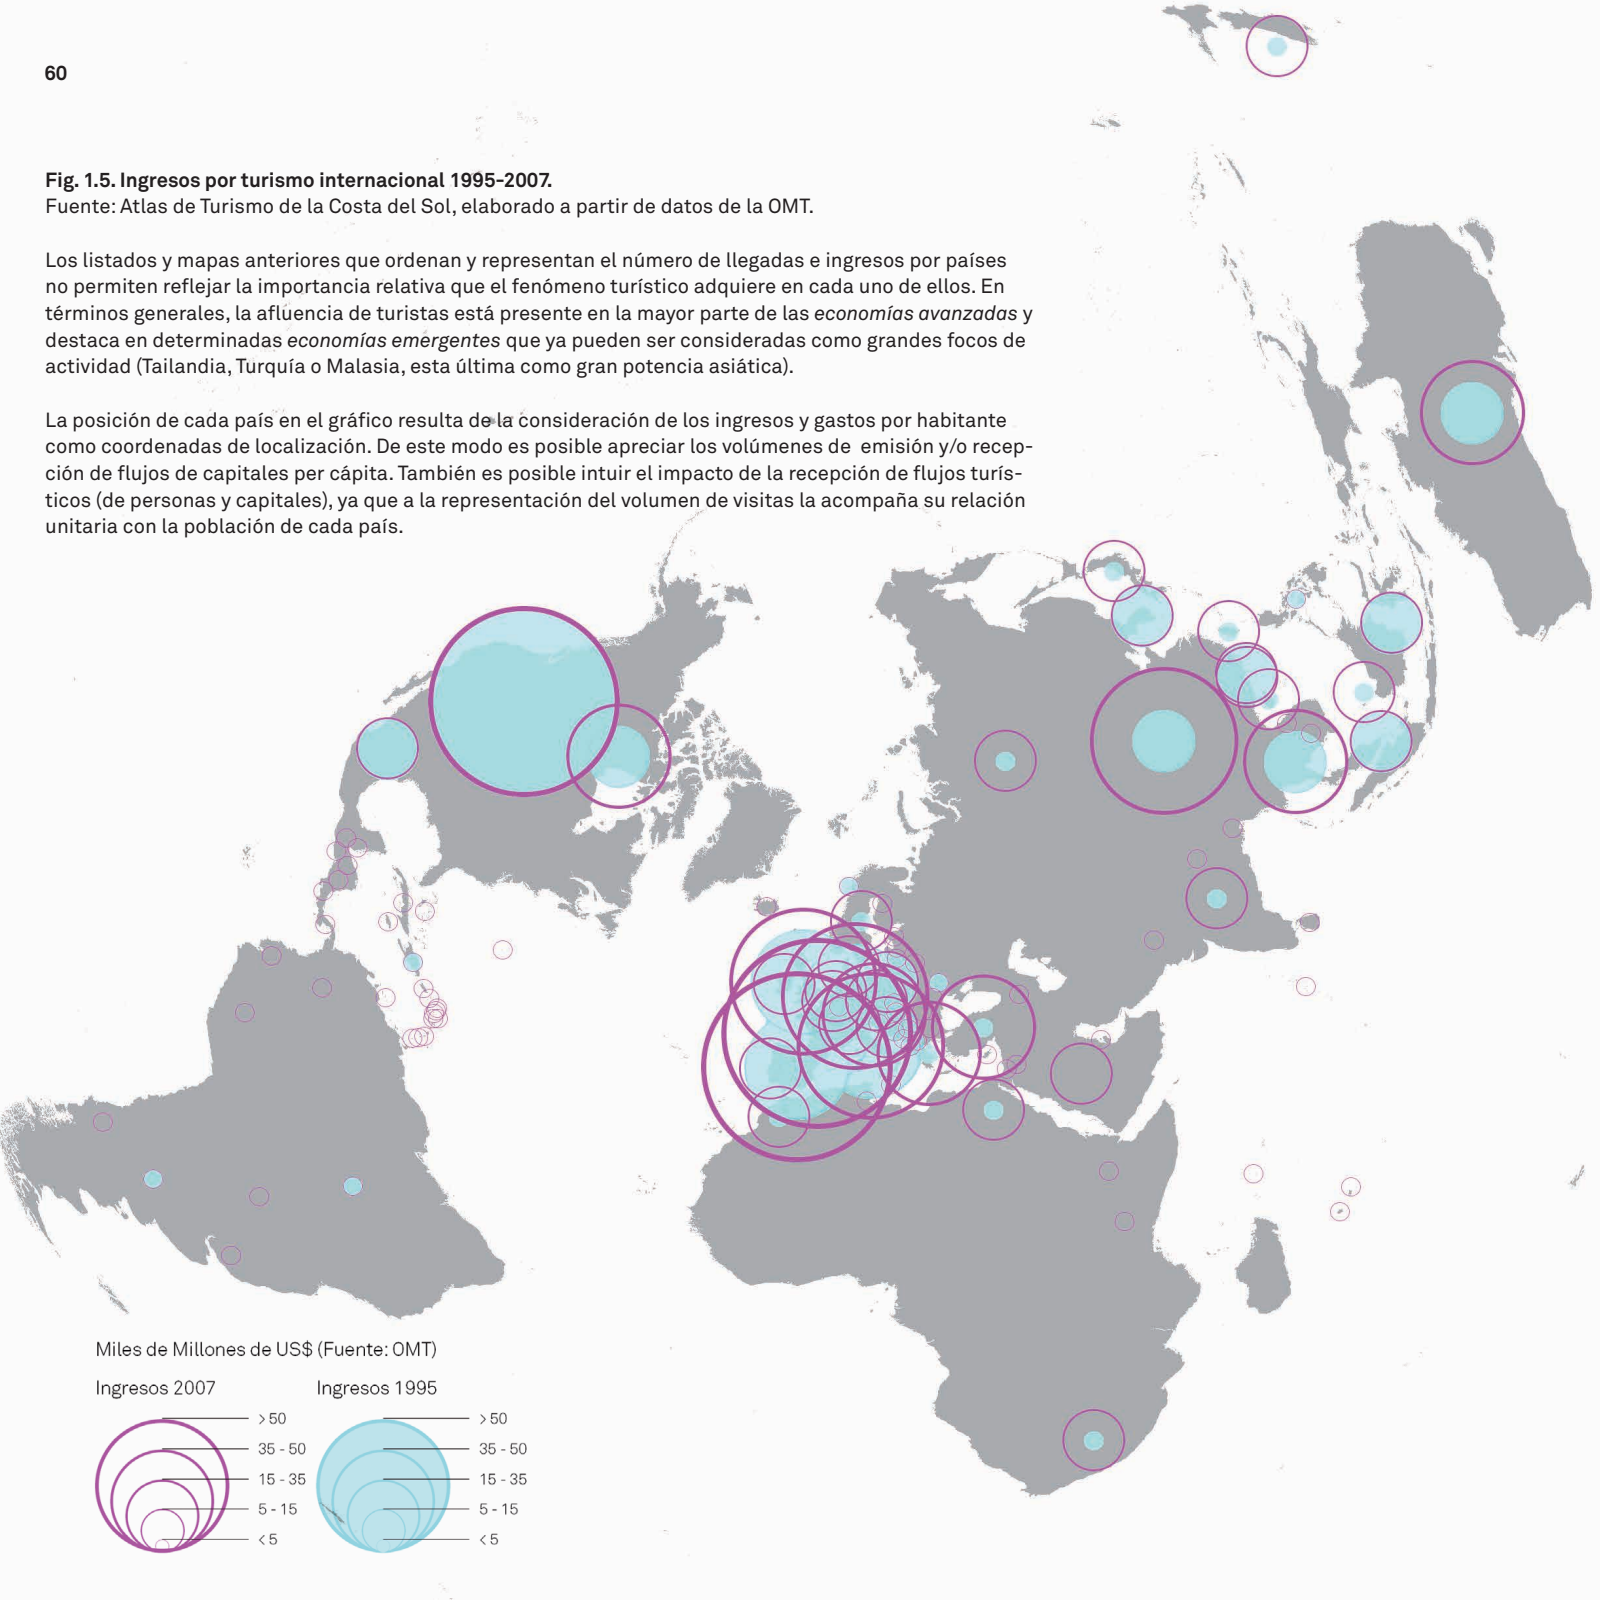 60
Fig. 1.5. Ingresos por turismo internacional 1995-2007.
Fuente: Atlas de Turismo de la Costa del Sol, elaborado a partir de datos de la OMT.
Los listados y mapas anteriores que ordenan y representan el número de llegadas e ingresos por países
no permiten reflejar la importancia relativa que el fenómeno turístico adquiere en cada uno de ellos. En
términos generales, la afluencia de turistas está presente en la mayor parte de las economías avanzadas y
destaca en determinadas economías emergentes que ya pueden ser consideradas como grandes focos de
actividad (Tailandia, Turquía o Malasia, esta última como gran potencia asiática).
La posición de cada país en el gráfico resulta de la consideración de los ingresos y gastos por habitante
como coordenadas de localización. De este modo es posible apreciar los volúmenes de emisión y/o recep-
ción de flujos de capitales per cápita. También es posible intuir el impacto de la recepción de flujos turís-
ticos (de personas y capitales), ya que a la representación del volumen de visitas la acompaña su relación
unitaria con la población de cada país.
Miles de Millones de US$ (Fuente: OMT)
Ingresos 2007
>50
35 - 50
15 - 35
5 - 15
<5
Ingresos 1995
>50
35 - 50
15 - 35
5 - 15
<5